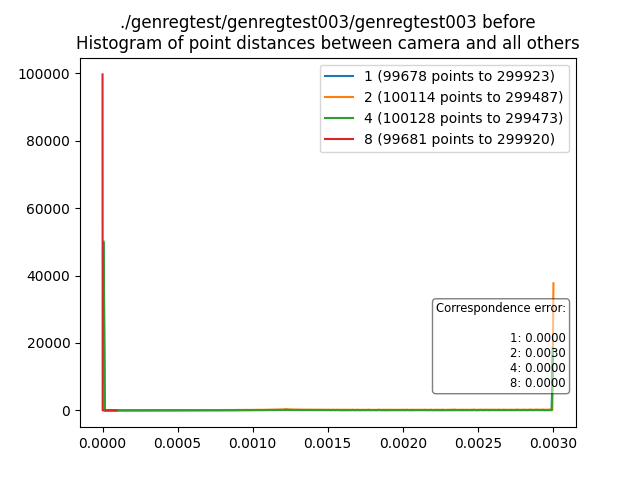 ./genregtest/genregtest003/genregtest003 before
Histogram of point distances between camera and all others
100000
80000
60000
40000
20000
0
1 (99678 points to 299923)
2 (100114 points to 299487)
4 (100128 points to 299473)
8 (99681 points to 299920)
Correspondence error:
1: 0.0000
2: 0.0030
4: 0.0000
8: 0.0000
0.0000 0.0005 0.0010 0.0015 0.0020 0.0025 0.0030